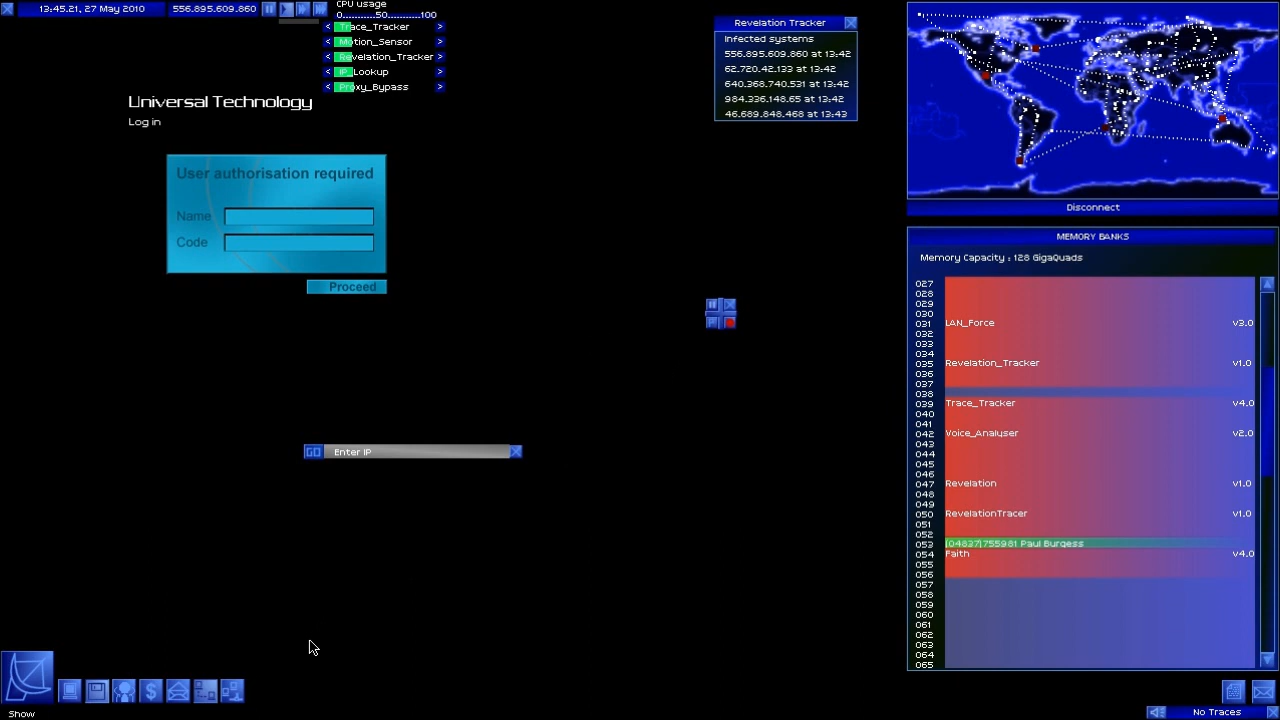 13:45.21, 27 May 2010
556.895.609.860
CPU usage
0..........50.........100
Trace_Tracker
Motion_Sensor
Revelation_Tracker
IP_Lookup
Proxy_Bypass
Universal Technology
Log in
User authorisation required
Name
Code
Proceed
Revelation Tracker
Infected systems
556.895.609.860 at 13:42
62.720.42.133 at 13:42
640.368.740.531 at 13:42
984.336.148.65 at 13:42
46.689.848.468 at 13:43
Disconnect
MEMORY BANKS
Memory Capacity : 128 GigaQuads
027
028
029
030
031 LAN_Force v3.0
032
033
034
035 Revelation_Tracker v1.0
036
037
038
039 Trace_Tracker v4.0
040
041
042 Voice_Analyser v2.0
043
044
045
046
047 Revelation v1.0
048
049
050 RevelationTracer v1.0
051
052
053 (04837)755981 Paul Burgess
054 Faith v4.0
055
056
057
058
059
060
061
062
063
064
065
GO Enter IP
Show
No Traces